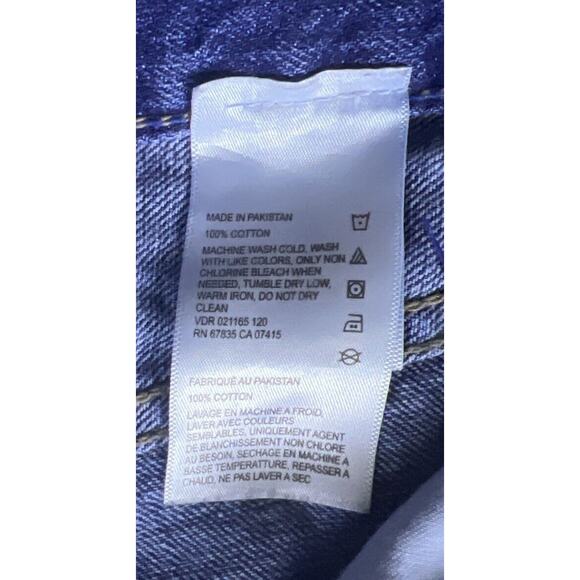 MADE IN PAKISTAN
100% COTTON
MACHINE WASH COLD, WASH
WITH LIKE COLORS, ONLY NON
CHLORINE BLEACH WHEN
NEEDED, TUMBLE DRY LOW,
WARM IRON, DO NOT DRY
CLEAN
VDR 021165 120
RN 67835 CA 07415
FABRIQUÉ AU PAKISTAN
100% COTTON
LAVAGE EN MACHINE A FROID,
LAVER AVEC COULEURS
SEMBLABLES, UNIQUEMENT AGENT
DE BLANCHISSEMENT NON CHLORE
AU BESOIN, SECHAGE EN MACHINE A
BASSE TEMPERATTURE, REPASSER A
CHAUD, NE PAS LAVER A SEC